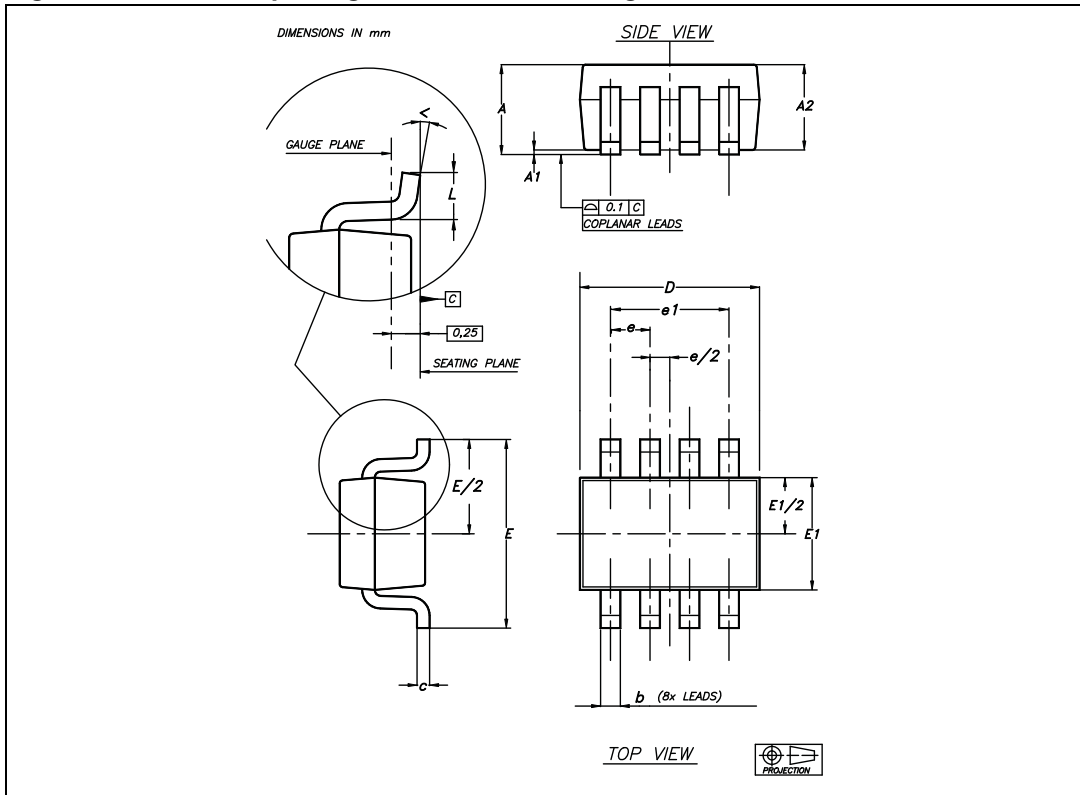 DIMENSIONS IN mm
SIDE VIEW
A
A2
A1
0.1 C
COPLANAR LEADS
GAUGE PLANE
L
C
0,25
SEATING PLANE
D
e1
e
e/2
E/2
E
E1/2
E1
c
b (8x LEADS)
TOP VIEW
PROJECTION